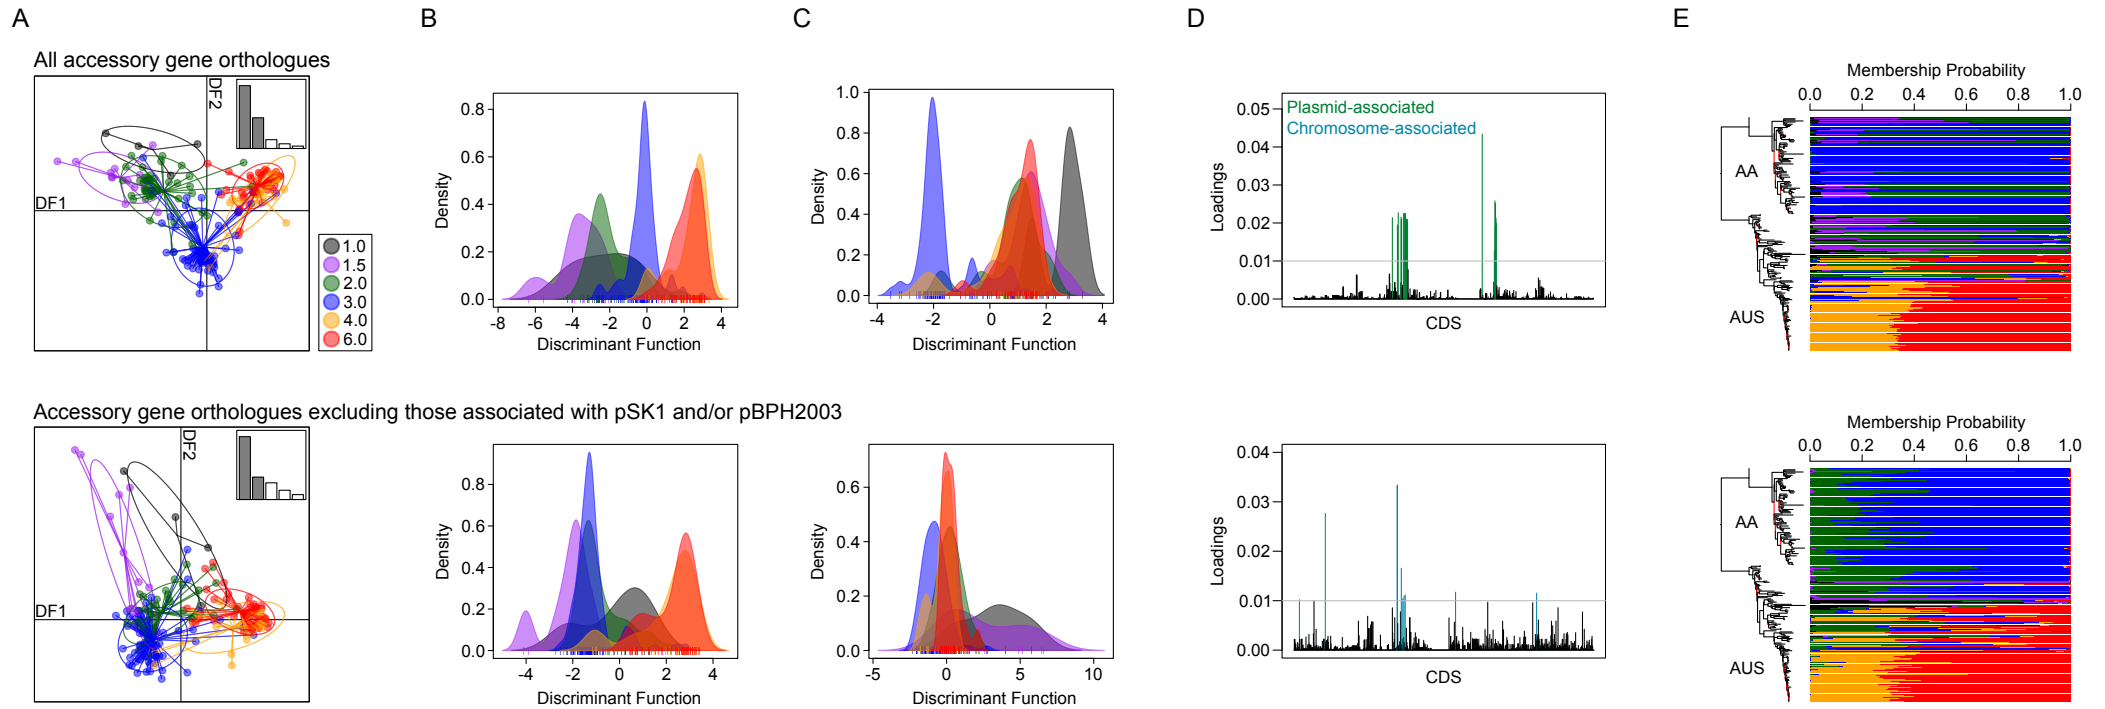 A
B
C
D
E
All accessory gene orthologues
DF2
DF1
1.0
1.5
2.0
3.0
4.0
6.0
Density
0.8
0.6
0.4
0.2
0.0
-8
-6
-4
-2
0
2
4
Discriminant Function
Density
1.0
0.8
0.6
0.4
0.2
0.0
-4
-2
0
2
4
Discriminant Function
Loadings
0.05
0.04
0.03
0.02
0.01
0.00
Plasmid-associated
Chromosome-associated
CDS
Membership Probability
0.0 0.2 0.4 0.6 0.8 1.0
AA
AUS
Accessory gene orthologues excluding those associated with pSK1 and/or pBPH2003
DF2
DF1
Density
0.8
0.6
0.4
0.2
0.0
-4
-2
0
2
4
Discriminant Function
Density
0.6
0.4
0.2
0.0
-5
0
5
10
Discriminant Function
Loadings
0.04
0.03
0.02
0.01
0.00
CDS
Membership Probability
0.0 0.2 0.4 0.6 0.8 1.0
AA
AUS